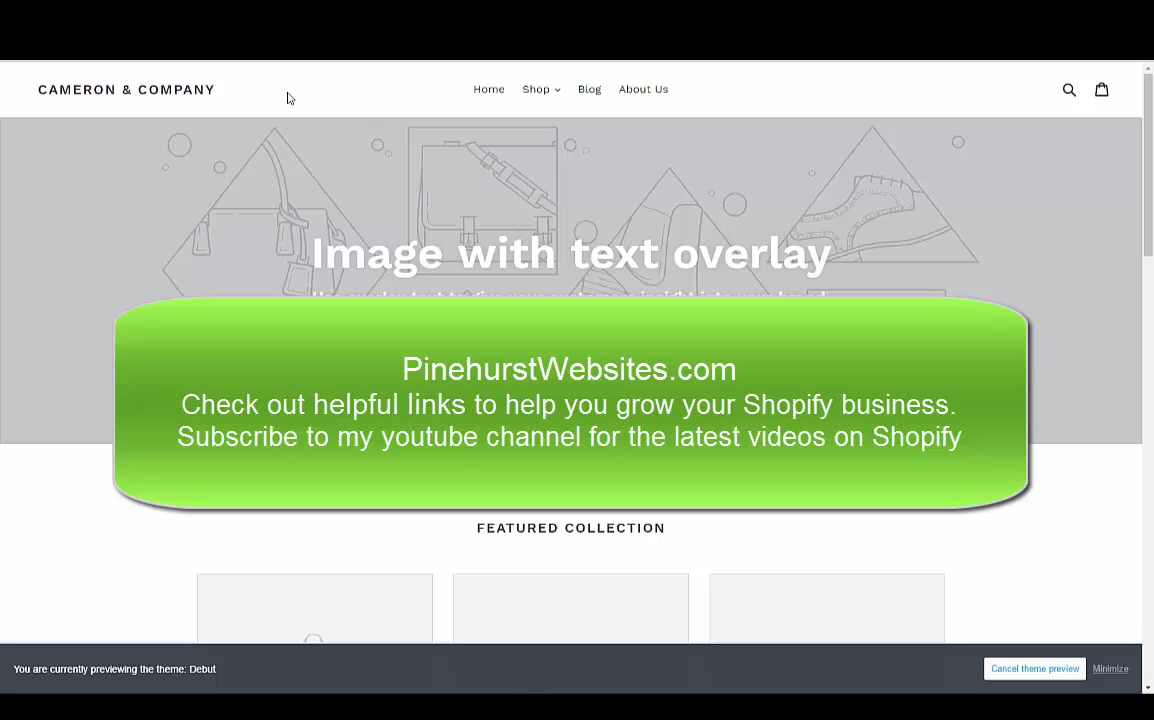 CAMERON & COMPANY
Home Shop Blog About Us
Image with text overlay
PinehurstWebsites.com
Check out helpful links to help you grow your Shopify business.
Subscribe to my youtube channel for the latest videos on Shopify
FEATURED COLLECTION
You are currently previewing the theme: Debut
Cancel theme preview Minimize